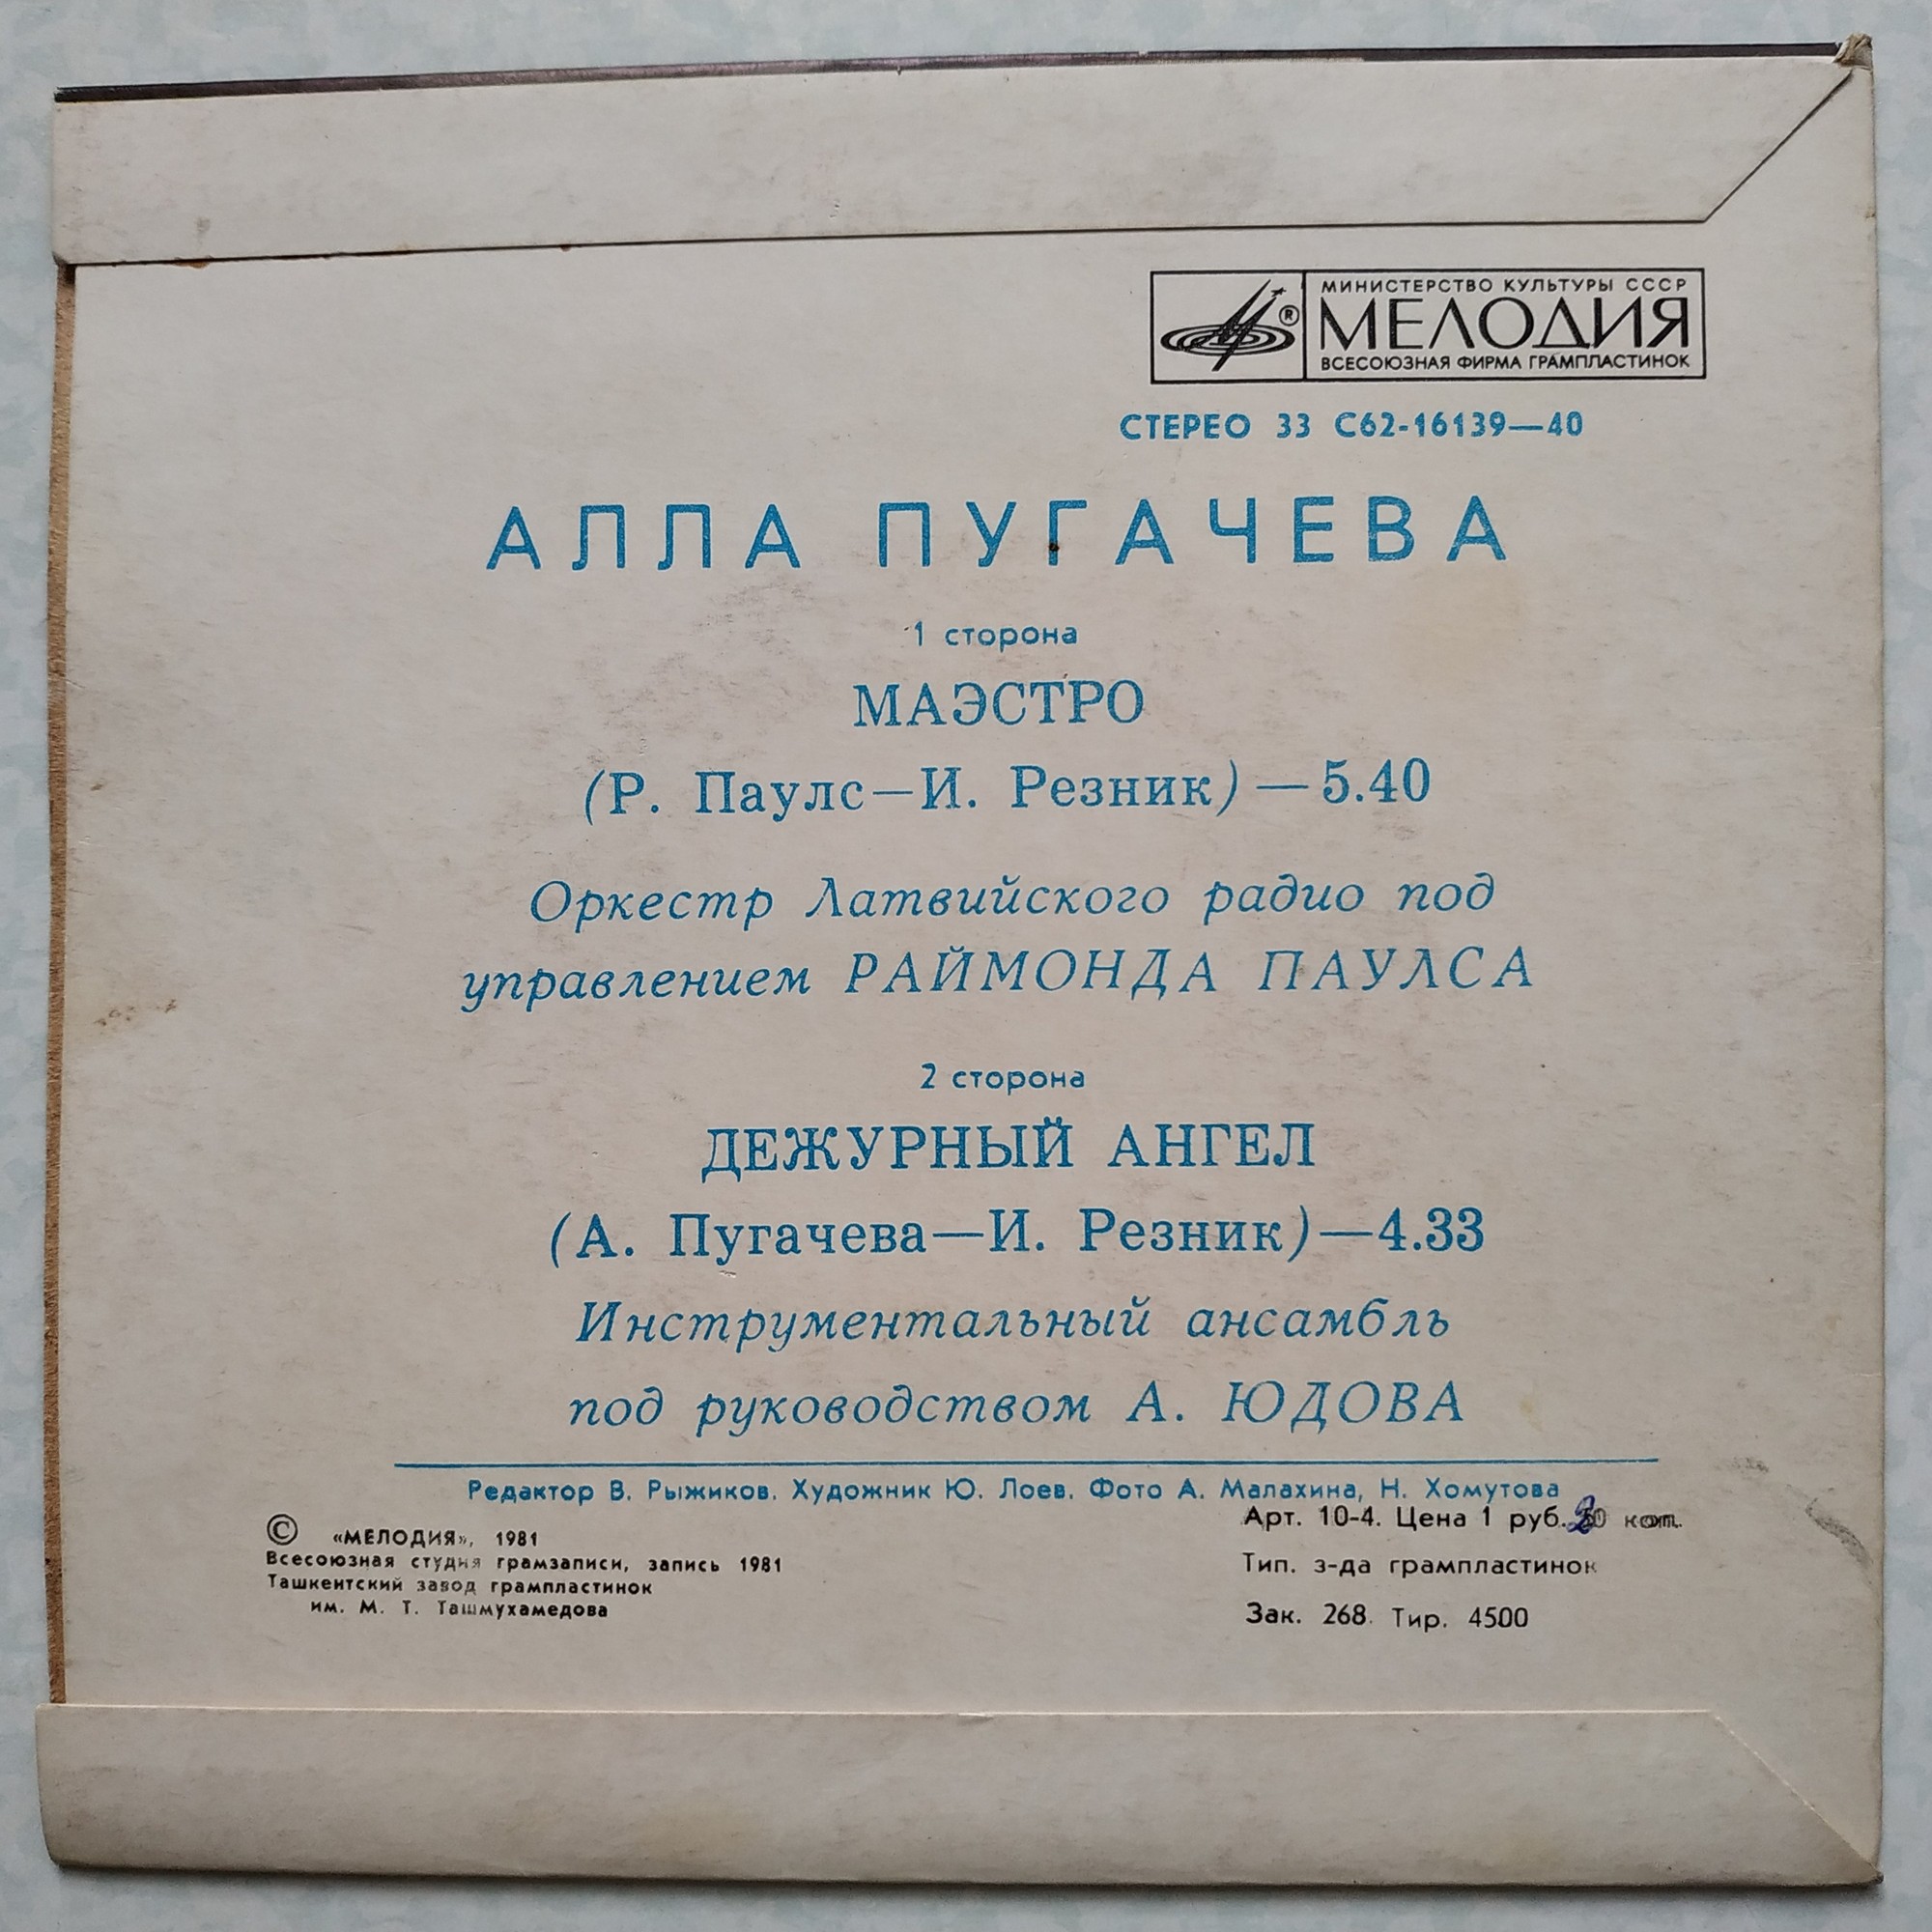 МИНИСТЕРСТВО КУЛЬТУРЫ СССР
МЕЛОДИЯ
ВСЕСОЮЗНАЯ ФИРМА ГРАМПЛАСТИНОК
®
СТЕРЕО 33 С62-16139—40
АЛЛА ПУГАЧЕВА
1 сторона
МАЭСТРО
(Р. Паулс—И. Резник)—5.40
Оркестр Латвийского радио под
управлением РАЙМОНДА ПАУЛСА
2 сторона
ДЕЖУРНЫЙ АНГЕЛ
(А. Пугачева—И. Резник)—4.33
Инструментальный ансамбль
под руководством А. ЮДОВА
Редактор В. Рыжиков. Художник Ю. Лоев. Фото А. Малахина, Н. Хомутова
© «МЕЛОДИЯ», 1981
Всесоюзная студия грамзаписи, запись 1981
Ташкентский завод грампластинок
им. М. Т. Ташмухамедова
Арт. 10-4. Цена 1 руб. коп.
Тип. з-да грампластинок
Зак. 268. Тир. 4500